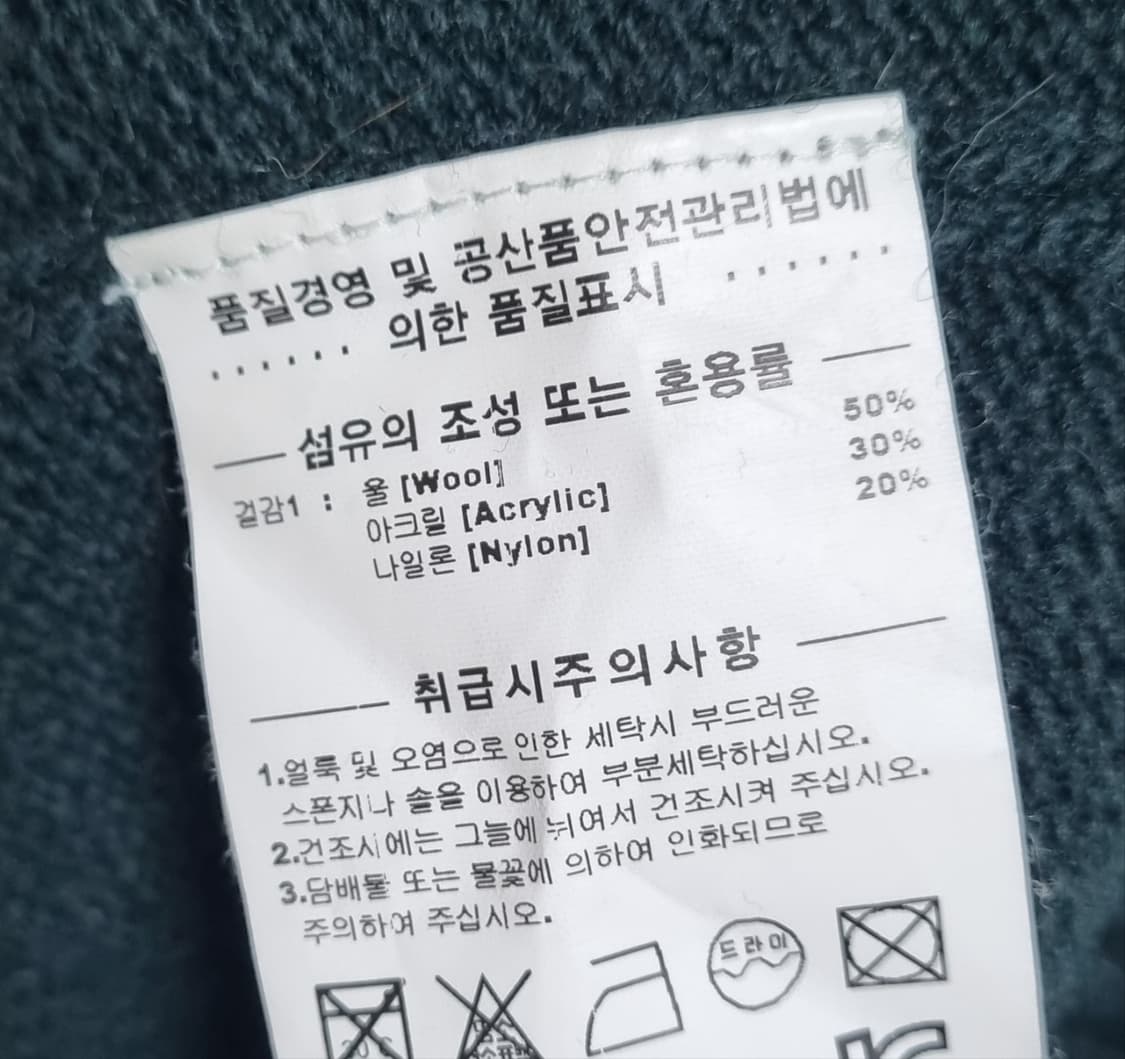 품질경영 및 공산품안전관리법에
...... 의한 품질표시 ......
섬유의 조성 또는 혼용률
겉감1 : 울 [Wool] 50%
아크릴 [Acrylic] 30%
나일론 [Nylon] 20%
취급시주의사항
1.얼룩 및 오염으로 인한 세탁시 부드러운
스폰지나 솔을 이용하여 부분세탁하십시오.
2.건조시에는 그늘에 뉘여서 건조시켜 주십시오.
3.담배불 또는 불꽃에 의하여 인화되므로
주의하여 주십시오.
드라이